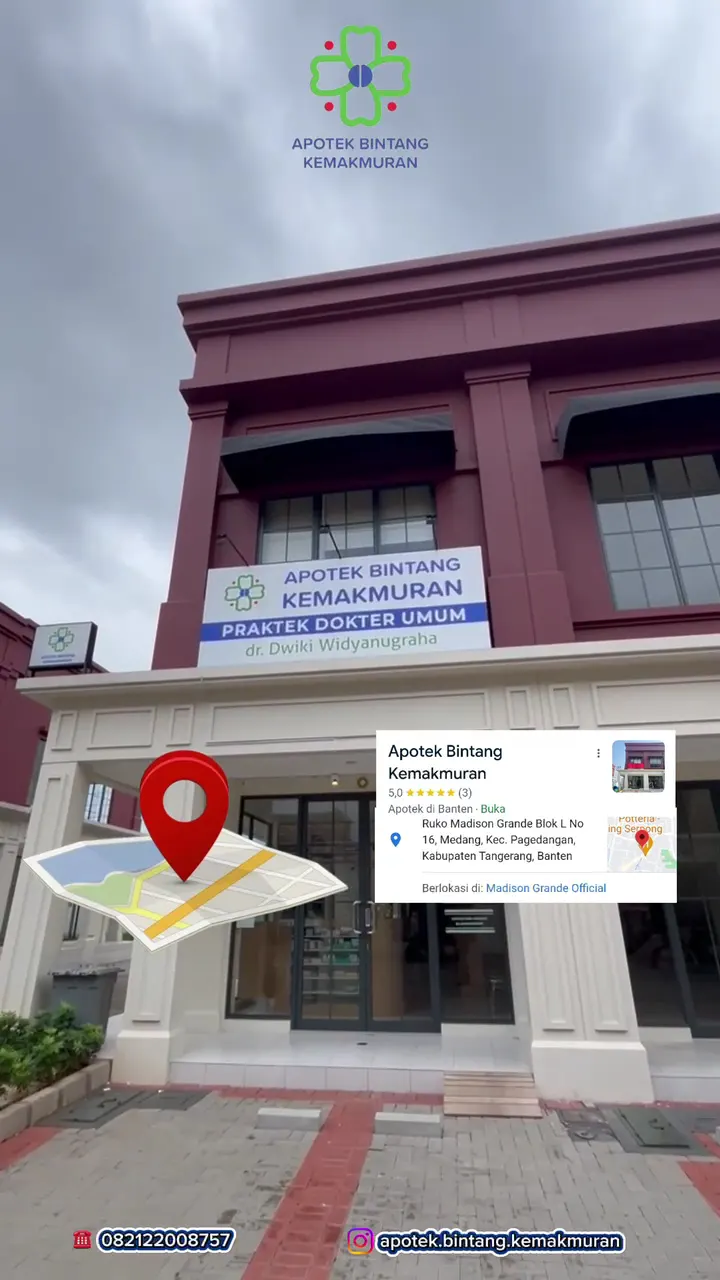 APOTEK BINTANG
KEMAKMURAN
APOTEK BINTANG
KEMAKMURAN
PRAKTEK DOKTER UMUM
dr. Dwiki Widyanugraha
Apotek Bintang
Kemakmuran
5,0 ★★★★★ (3)
Apotek di Banten · Buka
Ruko Madison Grande Blok L No
16, Medang, Kec. Pagedangan,
Kabupaten Tangerang, Banten
Berlokasi di: Madison Grande Official
ing Serpong
082122008757
apotek.bintang.kemakmuran